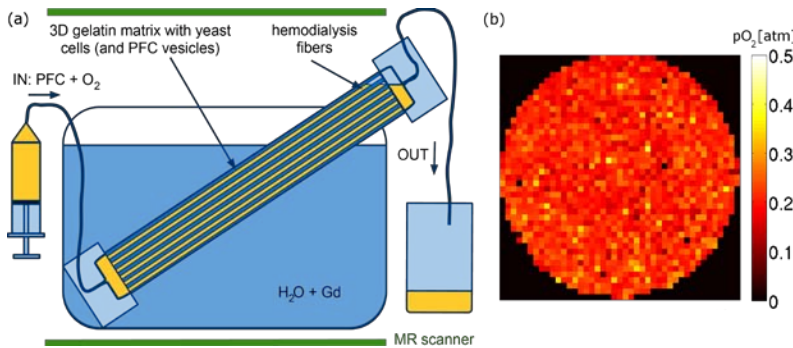 (a)
3D gelatin matrix with yeast
cells (and PFC vesicles)
hemodialysis
fibers
IN: PFC + O₂
OUT
H₂O + Gd
MR scanner
(b)
pO₂[atm]
0.5
0.4
0.3
0.2
0.1
0